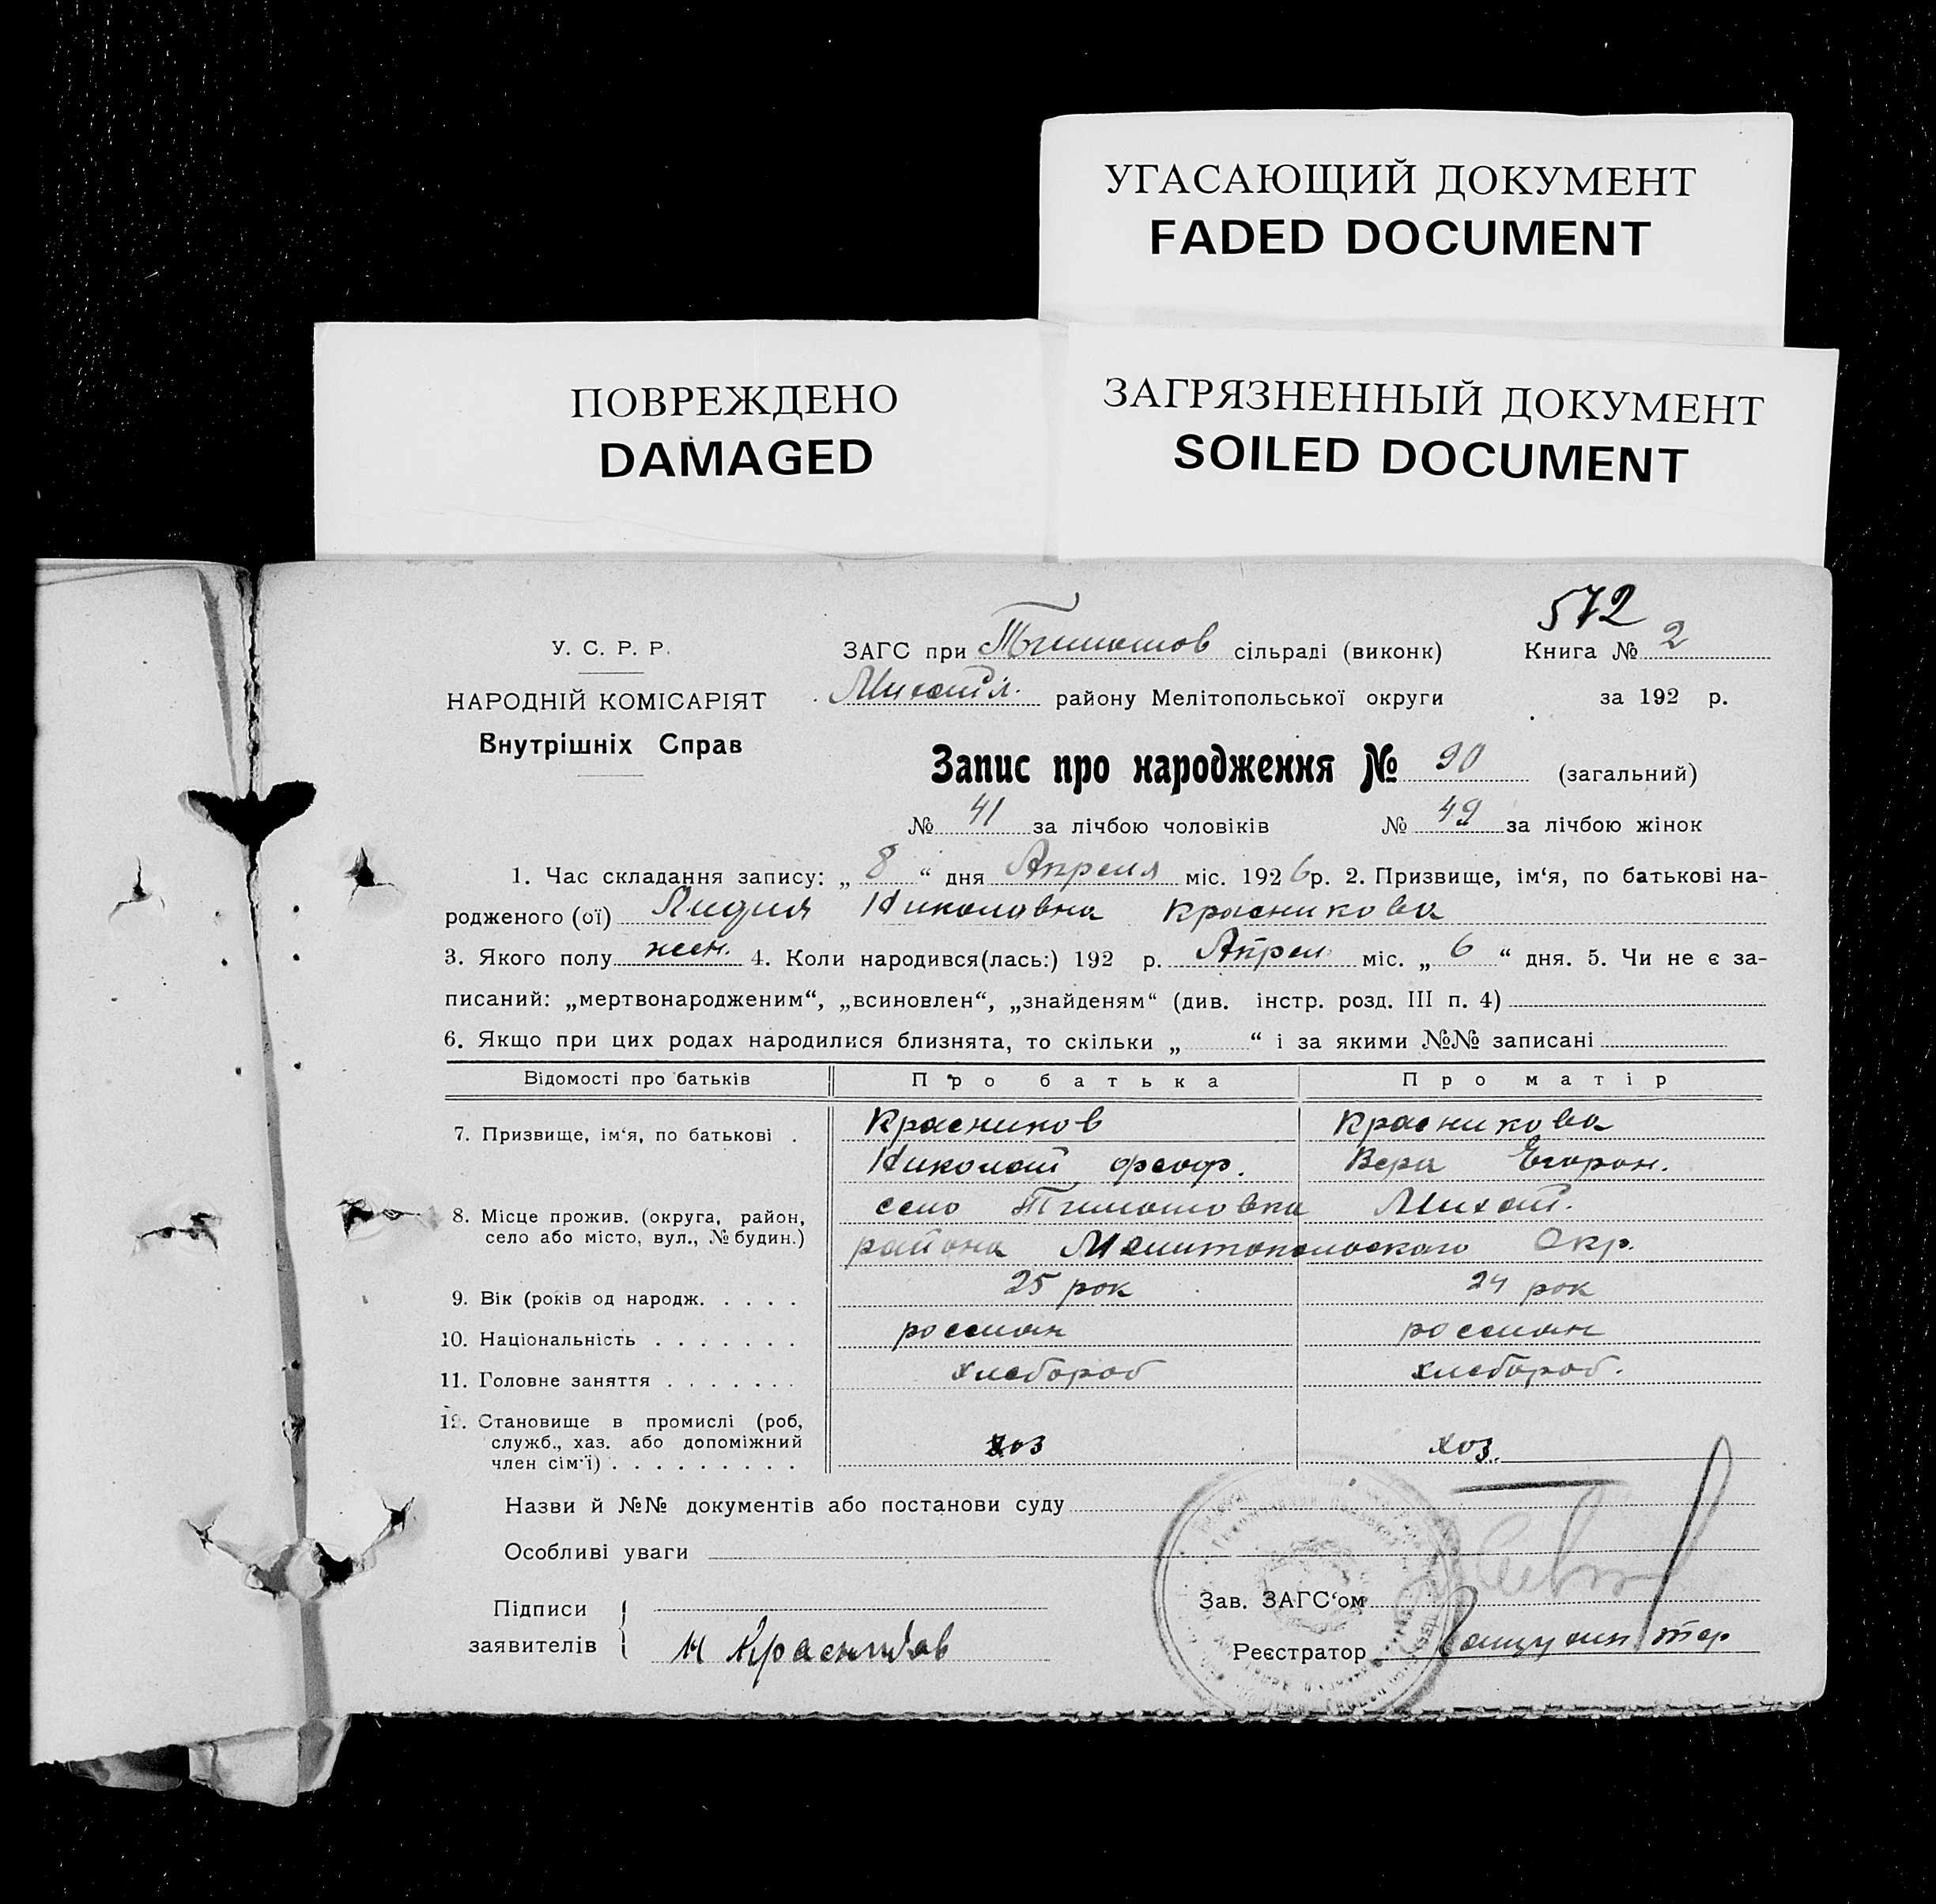 УГАСАЮЩИЙ ДОКУМЕНТ
FADED DOCUMENT
ПОВРЕЖДЕНО
DAMAGED
ЗАГРЯЗНЕННЫЙ ДОКУМЕНТ
SOILED DOCUMENT
572
У. С. Р. Р.
ЗАГС при Тимошов сільраді (виконк) Книга № 2
НАРОДНІЙ КОМІСАРІЯТ
Михайл. району Мелітопольської округи за 192 р.
Внутрішніх Справ
Запис про народження № 90 (загальний)
№ 41 за лічбою чоловіків № 49 за лічбою жінок
1. Час складання запису: „ 8 “ дня Апреля міс. 1926 р. 2. Призвище, ім‘я, по батькові на-
родженого (ої) Лидия Николавна Красникова
3. Якого полу жен. 4. Коли народився(лась:) 192 р. Апрел міс. „ 6 “ дня. 5. Чи не є за-
писаний: „мертвонародженим“, „всиновлен“, „знайденям“ (див. інстр. розд. III п. 4)
6. Якщо при цих родах народилися близнята, то скільки „ “ і за якими №№ записані
Відомості про батьків Про батька Про матір
7. Призвище, ім‘я, по батькові . Красников Красникова
Николай феоф. Вера Егоров.
8. Місце прожив. (округа, район, село Тимошовка Михай.
село або місто, вул., № будин.) района Мелитопольского Окр.
9. Вік (років од народж. . . . . 25 рок 24 рок
10. Національність . . . . . . . россиян россиян
11. Головне заняття . . . . . . . хлебороб хлебороб.
12. Становище в промислі (роб,
служб., хаз. або допоміжний хоз хоз.
член сім‘ї) . . . . . . . . .
Назви й №№ документів або постанови суду
Особливі уваги
Підписи
заявителів
Н Красников
Зав. ЗАГС‘ом
Реєстратор